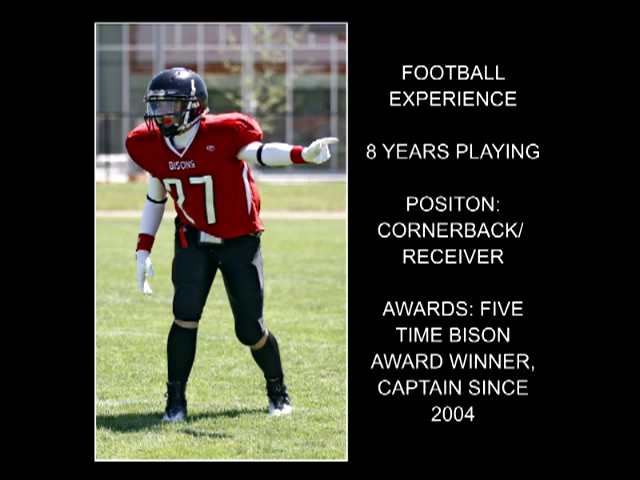 FOOTBALL
EXPERIENCE
8 YEARS PLAYING
POSITON:
CORNERBACK/
RECEIVER
AWARDS: FIVE
TIME BISON
AWARD WINNER,
CAPTAIN SINCE
2004
BISONS
27